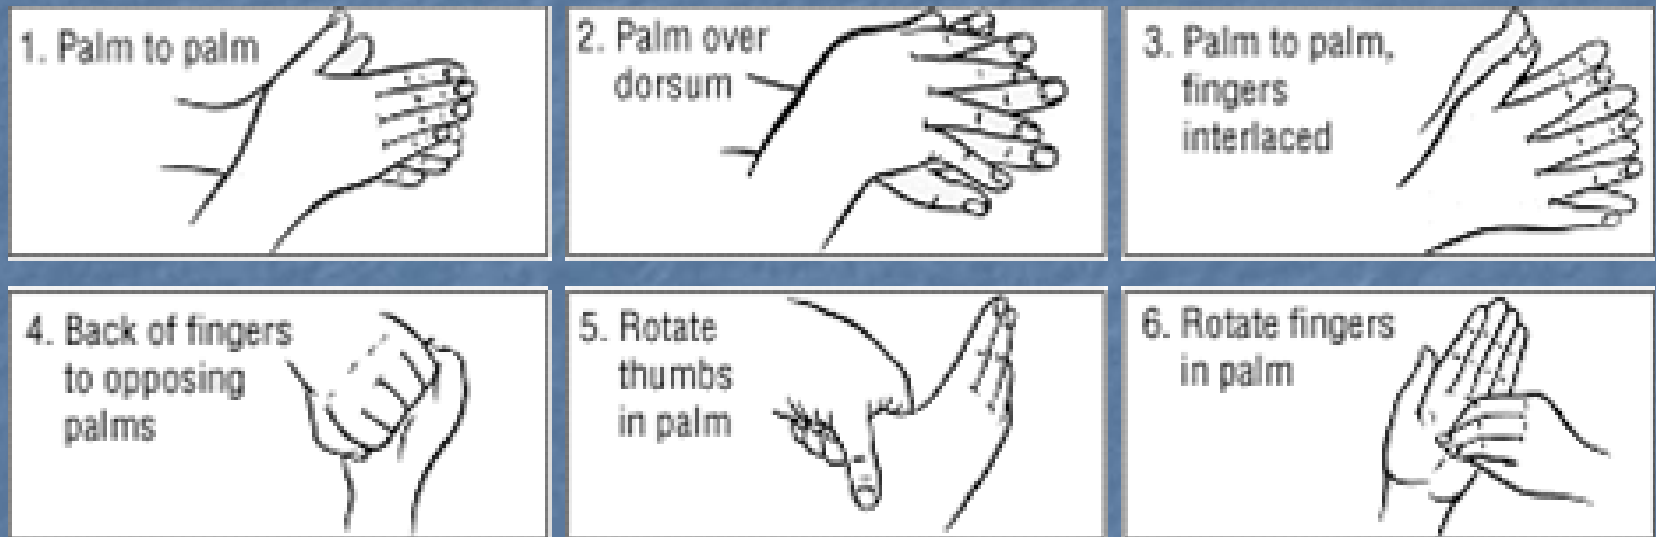 1. Palm to palm
2. Palm over
dorsum
3. Palm to palm,
fingers
interlaced
4. Back of fingers
to opposing
palms
5. Rotate
thumbs
in palm
6. Rotate fingers
in palm